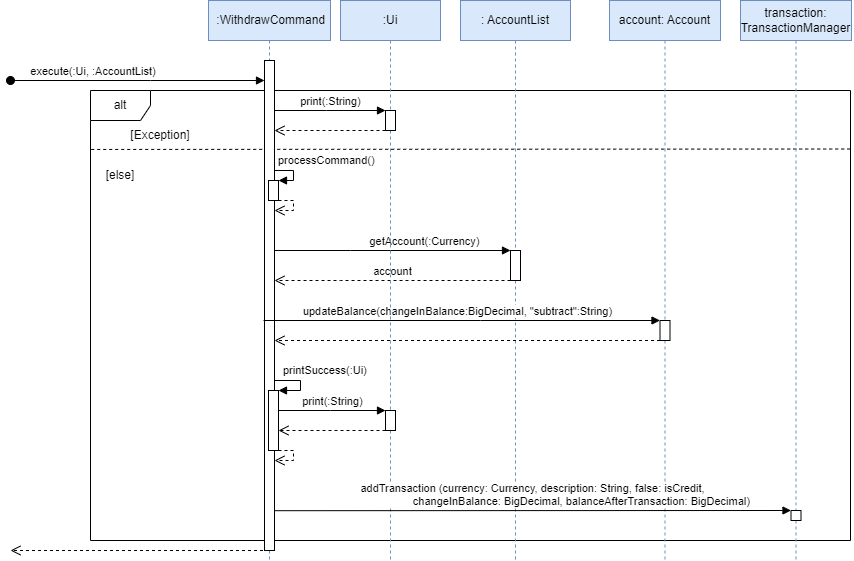 :WithdrawCommand
:Ui
: AccountList
account: Account
transaction:
TransactionManager
execute(:Ui, :AccountList)
alt
print(:String)
[Exception]
processCommand()
[else]
getAccount(:Currency)
account
updateBalance(changeInBalance:BigDecimal, "subtract":String)
printSuccess(:Ui)
print(:String)
addTransaction (currency: Currency, description: String, false: isCredit,
changeInBalance: BigDecimal, balanceAfterTransaction: BigDecimal)